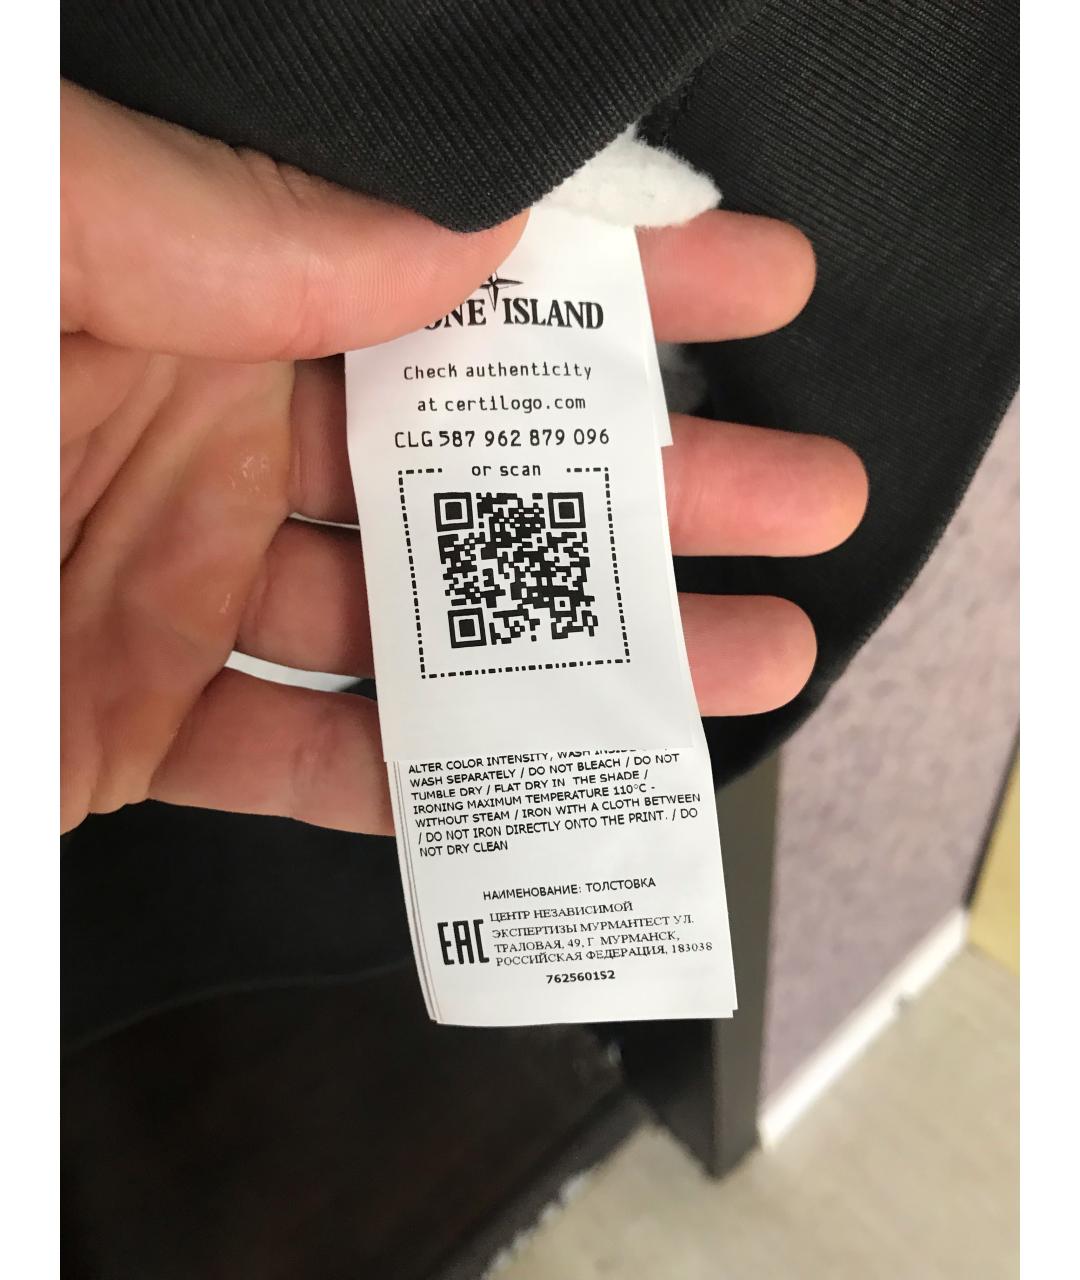 ISLAND
Check authenticity
at certilogo.com
CLG 587 962 879 096
or scan
ALTER COLOR INTENSITY, WASH
WASH SEPARATELY / DO NOT BLEACH / DO NOT
TUMBLE DRY / FLAT DRY IN THE SHADE /
IRONING MAXIMUM TEMPERATURE 110°C -
WITHOUT STEAM / IRON WITH A CLOTH BETWEEN
/ DO NOT IRON DIRECTLY ONTO THE PRINT. / DO
NOT DRY CLEAN
НАИМЕНОВАНИЕ: ТОЛСТОВКА
EAC
ЦЕНТР НЕЗАВИСИМОЙ
ЭКСПЕРТИЗЫ МУРМАНТЕСТ УЛ.
ТРАЛОВАЯ, 49, Г МУРМАНСК,
РОССИЙСКАЯ ФЕДЕРАЦИЯ, 183038
7625601S2